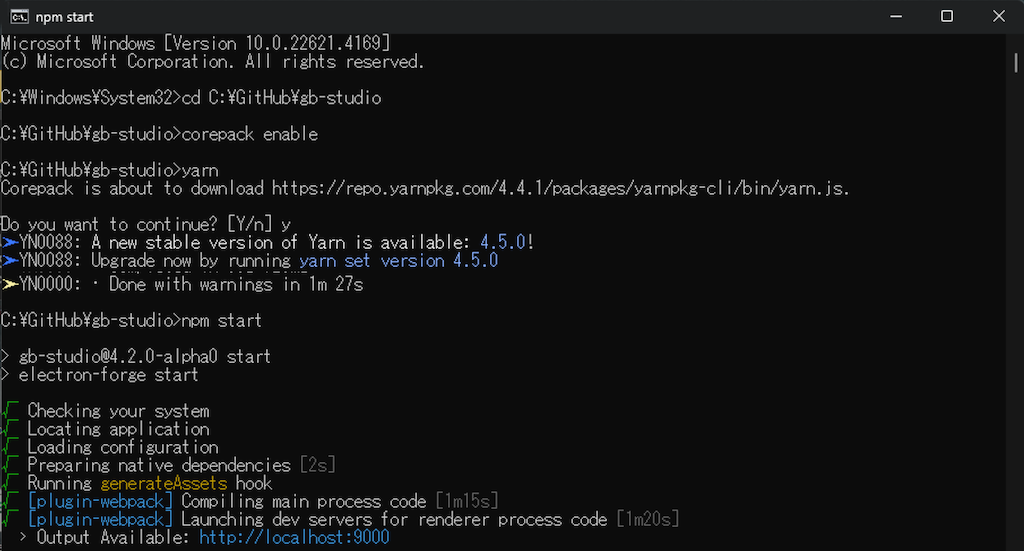 npm start
Microsoft Windows [Version 10.0.22621.4169]
(c) Microsoft Corporation. All rights reserved.
C:¥Windows¥System32>cd C:¥GitHub¥gb-studio
C:¥GitHub¥gb-studio>corepack enable
C:¥GitHub¥gb-studio>yarn
Corepack is about to download https://repo.yarnpkg.com/4.4.1/packages/yarnpkg-cli/bin/yarn.js.
Do you want to continue? [Y/n] y
➤YN0088: A new stable version of Yarn is available: 4.5.0!
➤YN0088: Upgrade now by running yarn set version 4.5.0
➤YN0000: · Done with warnings in 1m 27s
C:¥GitHub¥gb-studio>npm start
> gb-studio@4.2.0-alpha0 start
> electron-forge start
√ Checking your system
√ Locating application
√ Loading configuration
√ Preparing native dependencies [2s]
√ Running generateAssets hook
√ [plugin-webpack] Compiling main process code [1m15s]
√ [plugin-webpack] Launching dev servers for renderer process code [1m20s]
› Output Available: http://localhost:9000